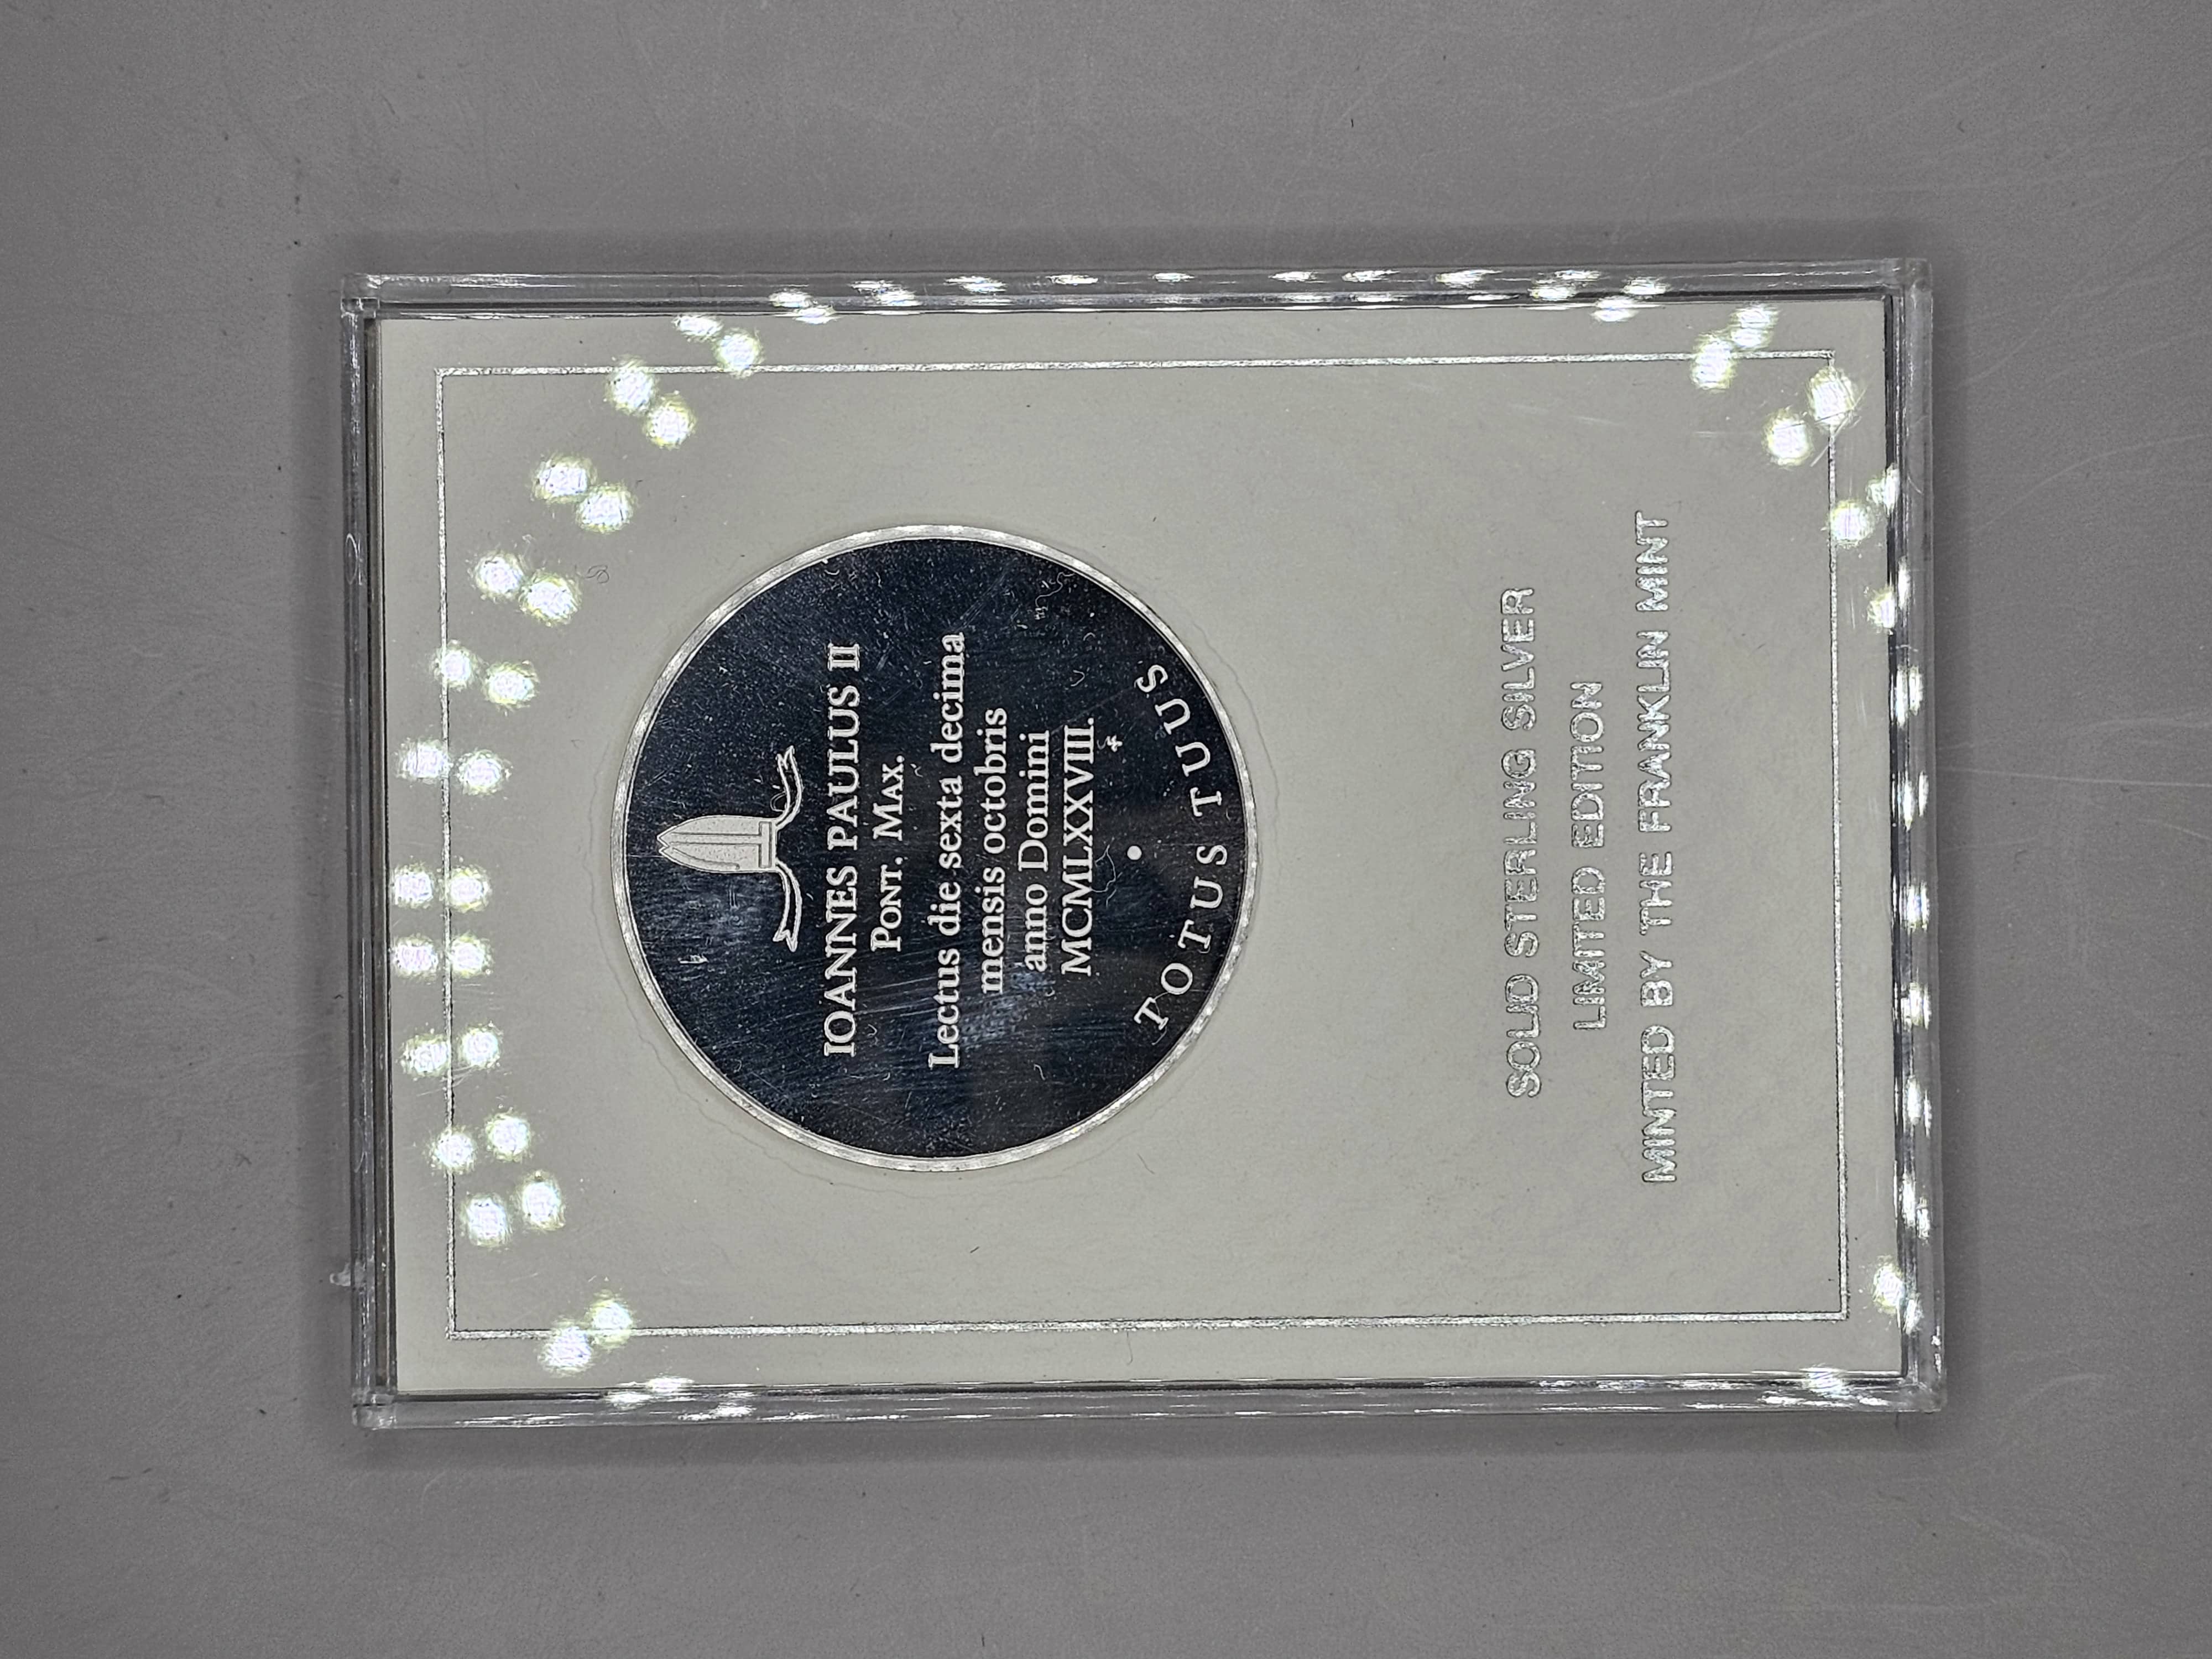 IOANNES PAULUS II
PONT. MAX.
Lectus die sexta decima
mensis octobris
anno Domini
MCMLXXVIII.
TOTUS TUUS
SOLID STERLING SILVER
LIMITED EDITION
MINTED BY THE FRANKLIN MINT